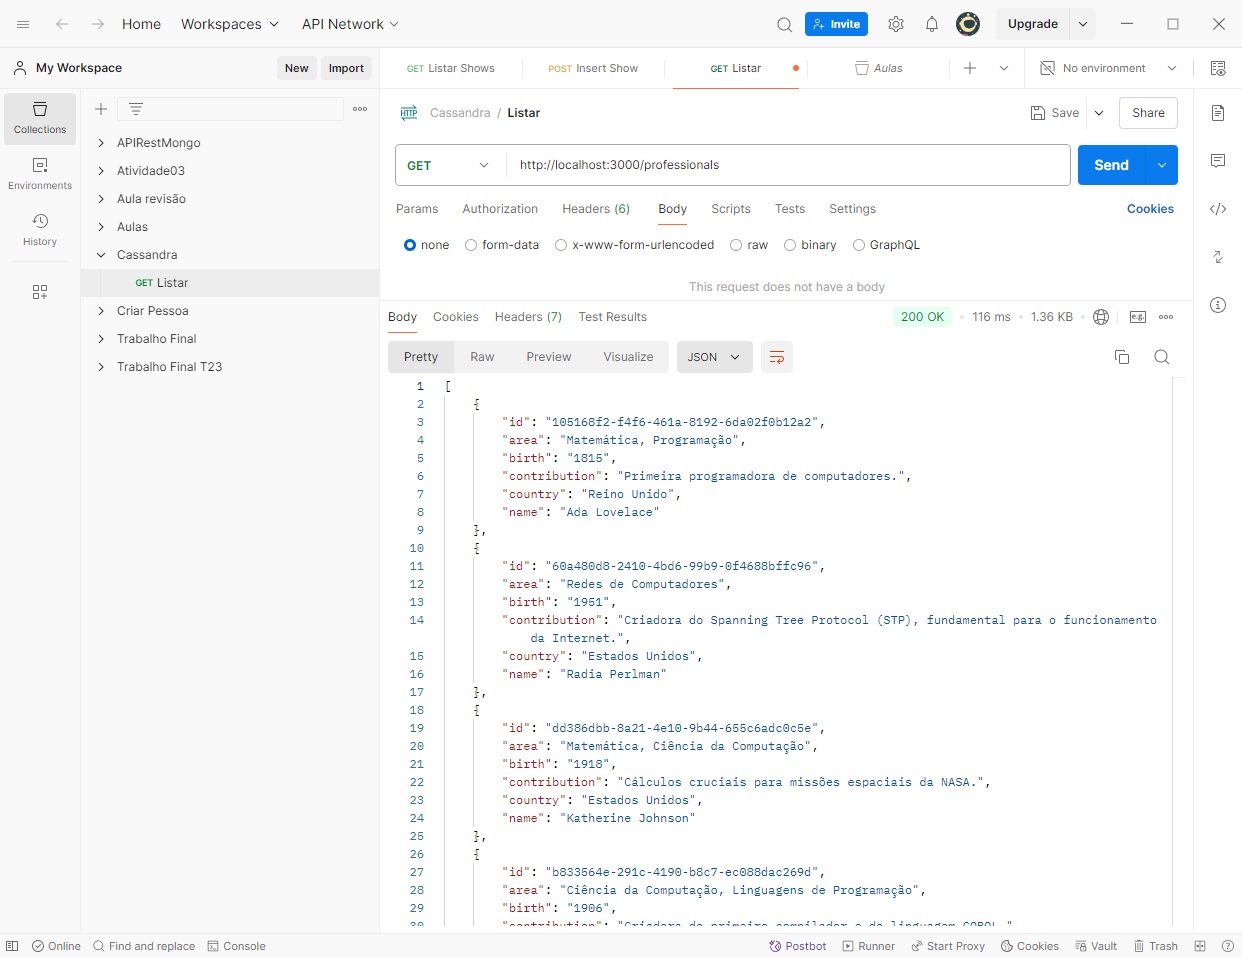 Home Workspaces API Network Invite Upgrade
My Workspace New Import GET Listar Shows POST Insert Show GET Listar Aulas No environment
Collections
Environments
History
APIRestMongo
Atividade03
Aula revisão
Aulas
Cassandra
GET Listar
Criar Pessoa
Trabalho Final
Trabalho Final T23
HTTP Cassandra / Listar Save Share
GET http://localhost:3000/professionals Send
Params Authorization Headers (6) Body Scripts Tests Settings Cookies
none form-data x-www-form-urlencoded raw binary GraphQL
This request does not have a body
Body Cookies Headers (7) Test Results 200 OK 116 ms 1.36 KB e.g.
Pretty Raw Preview Visualize JSON
1 [
2 {
3 "id": "105168f2-f4f6-461a-8192-6da02f0b12a2",
4 "area": "Matemática, Programação",
5 "birth": "1815",
6 "contribution": "Primeira programadora de computadores.",
7 "country": "Reino Unido",
8 "name": "Ada Lovelace"
9 },
10 {
11 "id": "60a480d8-2410-4bd6-99b9-0f4688bffc96",
12 "area": "Redes de Computadores",
13 "birth": "1951",
14 "contribution": "Criadora do Spanning Tree Protocol (STP), fundamental para o funcionamento
da Internet.",
15 "country": "Estados Unidos",
16 "name": "Radia Perlman"
17 },
18 {
19 "id": "dd386dbb-8a21-4e10-9b44-655c6adc0c5e",
20 "area": "Matemática, Ciência da Computação",
21 "birth": "1918",
22 "contribution": "Cálculos cruciais para missões espaciais da NASA.",
23 "country": "Estados Unidos",
24 "name": "Katherine Johnson"
25 },
26 {
27 "id": "b833564e-291c-4190-b8c7-ec088dac269d",
28 "area": "Ciência da Computação, Linguagens de Programação",
29 "birth": "1906",
30 "contribution": "Criadora do primeiro compilador e da linguagem COBOL."
Online Find and replace Console Postbot Runner Start Proxy Cookies Vault Trash